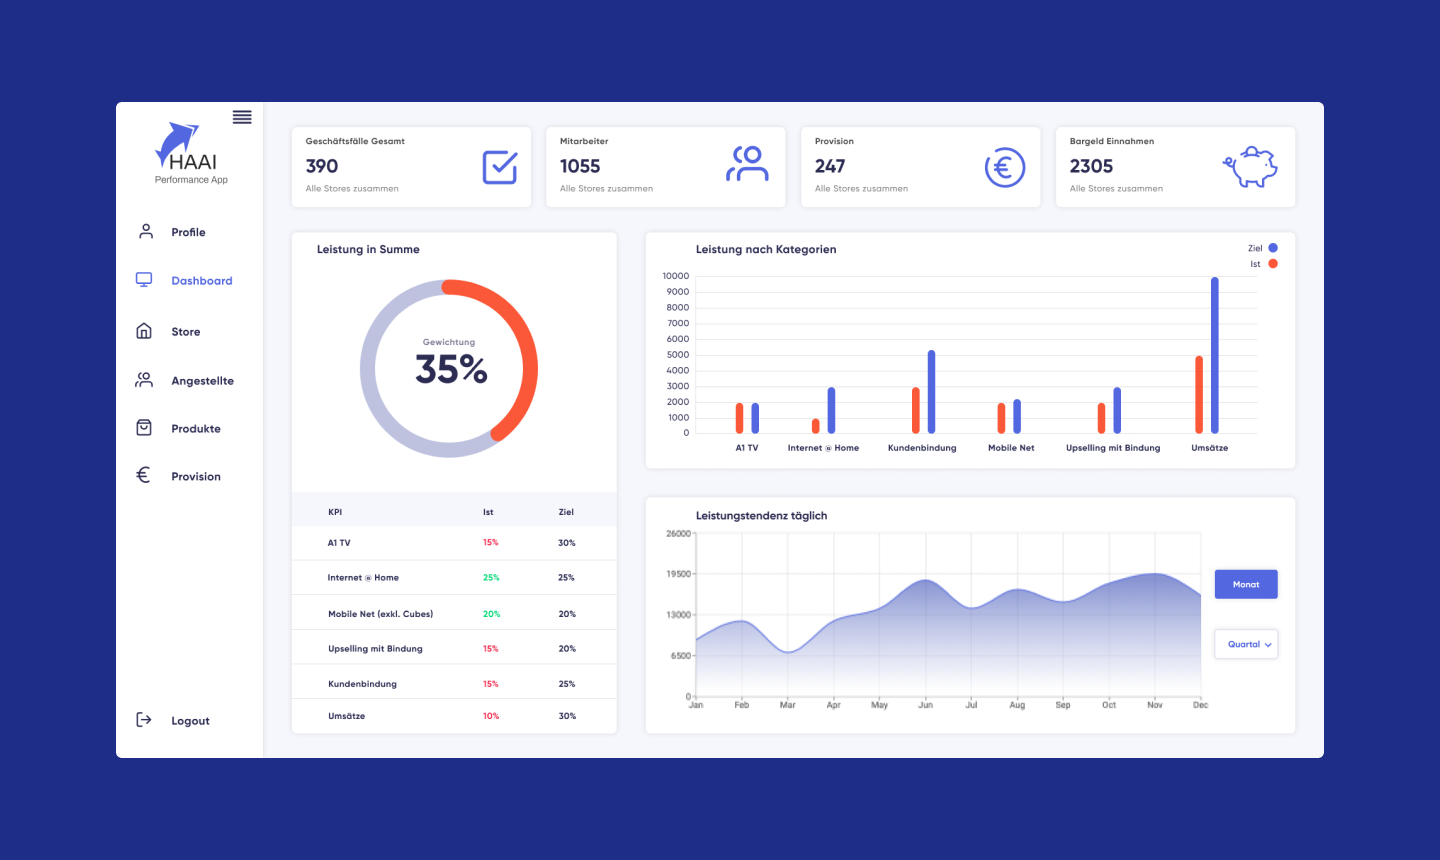 HAAI
Performance App
Profile
Dashboard
Store
Angestellte
Produkte
Provision
Logout
Geschäftsfälle Gesamt
390
Alle Stores zusammen
Mitarbeiter
1055
Alle Stores zusammen
Provision
247
Alle Stores zusammen
Bargeld Einnahmen
2305
Alle Stores zusammen
Leistung in Summe
Gewichtung
35%
KPI Ist Ziel
A1 TV 15% 30%
Internet @ Home 25% 25%
Mobile Net (exkl. Cubes) 20% 20%
Upselling mit Bindung 15% 20%
Kundenbindung 15% 25%
Umsätze 10% 30%
Leistung nach Kategorien
Ziel
Ist
10000
9000
8000
7000
6000
5000
4000
3000
2000
1000
0
A1 TV Internet @ Home Kundenbindung Mobile Net Upselling mit Bindung Umsätze
Leistungstendenz täglich
26000
19500
13000
6500
0
Jan Feb Mar Apr May Jun Jul Aug Sep Oct Nov Dec
Monat
Quartal